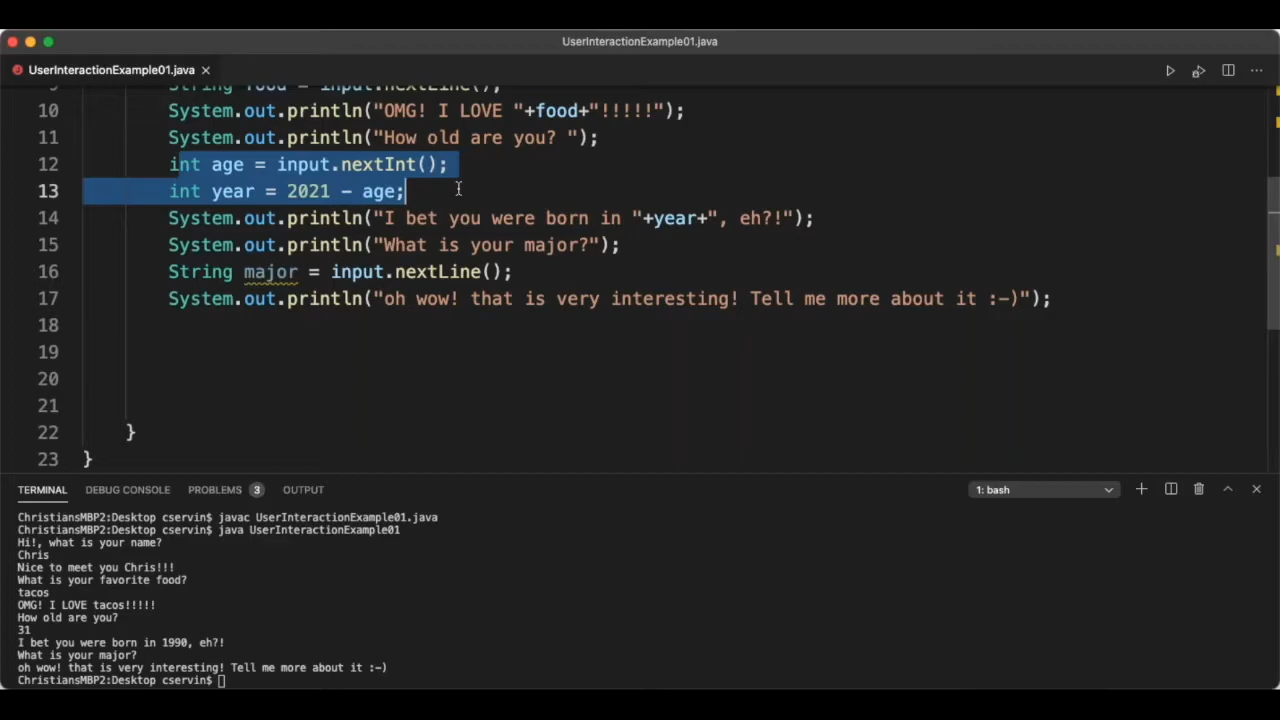 UserInteractionExample01.java
UserInteractionExample01.java
9 String food = input.nextLine();
10 System.out.println("OMG! I LOVE "+food+"!!!!!");
11 System.out.println("How old are you? ");
12 int age = input.nextInt();
13 int year = 2021 - age;
14 System.out.println("I bet you were born in "+year+", eh?!");
15 System.out.println("What is your major?");
16 String major = input.nextLine();
17 System.out.println("oh wow! that is very interesting! Tell me more about it :-)");
18
19
20
21
22 }
23 }
TERMINAL DEBUG CONSOLE PROBLEMS 3 OUTPUT 1: bash
ChristiansMBP2:Desktop cservin$ javac UserInteractionExample01.java
ChristiansMBP2:Desktop cservin$ java UserInteractionExample01
Hi!, what is your name?
Chris
Nice to meet you Chris!!!
What is your favorite food?
tacos
OMG! I LOVE tacos!!!!!
How old are you?
31
I bet you were born in 1990, eh?!
What is your major?
oh wow! that is very interesting! Tell me more about it :-)
ChristiansMBP2:Desktop cservin$